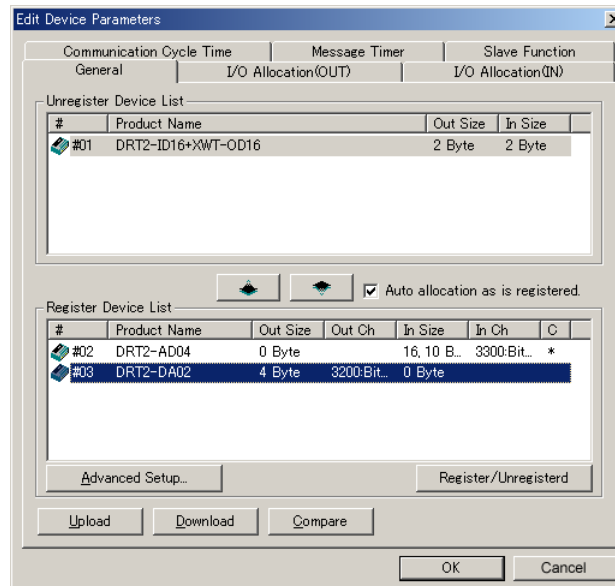 Edit Device Parameters
Communication Cycle Time Message Timer Slave Function
General I/O Allocation(OUT) I/O Allocation(IN)
Unregister Device List
# Product Name Out Size In Size
#01 DRT2-ID16+XWT-OD16 2 Byte 2 Byte
Auto allocation as is registered.
Register Device List
# Product Name Out Size Out Ch In Size In Ch C
#02 DRT2-AD04 0 Byte 16, 10 B... 3300:Bit... *
#03 DRT2-DA02 4 Byte 3200:Bit... 0 Byte
Advanced Setup... Register/Unregisterd
Upload Download Compare
OK Cancel